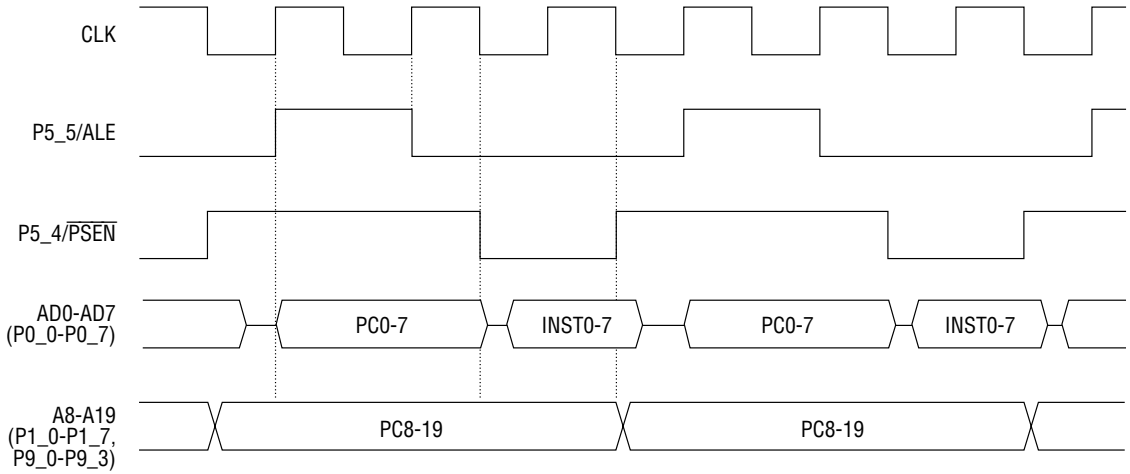 CLK
P5_5/ALE
P5_4/PSEN
AD0-AD7
(P0_0-P0_7)
PC0-7
INST0-7
PC0-7
INST0-7
A8-A19
(P1_0-P1_7,
P9_0-P9_3)
PC8-19
PC8-19